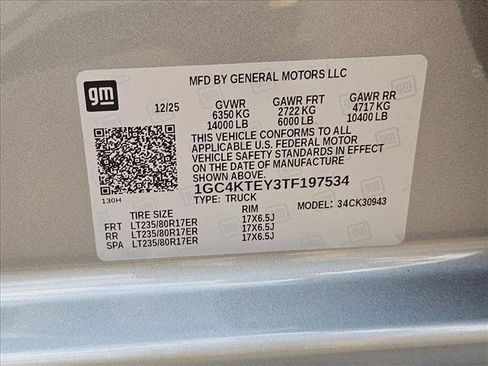 gm
MFD BY GENERAL MOTORS LLC
12/25 GVWR GAWR FRT GAWR RR
6350 KG 2722 KG 4717 KG
14000 LB 6000 LB 10400 LB
THIS VEHICLE CONFORMS TO ALL
APPLICABLE U.S. FEDERAL MOTOR
VEHICLE SAFETY STANDARDS IN EFFECT ON
THE DATE OF MANUFACTURE
SHOWN ABOVE.
1GC4KTEY3TF197534
130H
TYPE: TRUCK MODEL: 34CK30943
TIRE SIZE RIM
FRT LT235/80R17ER 17X6.5J
RR LT235/80R17ER 17X6.5J
SPA LT235/80R17ER 17X6.5J